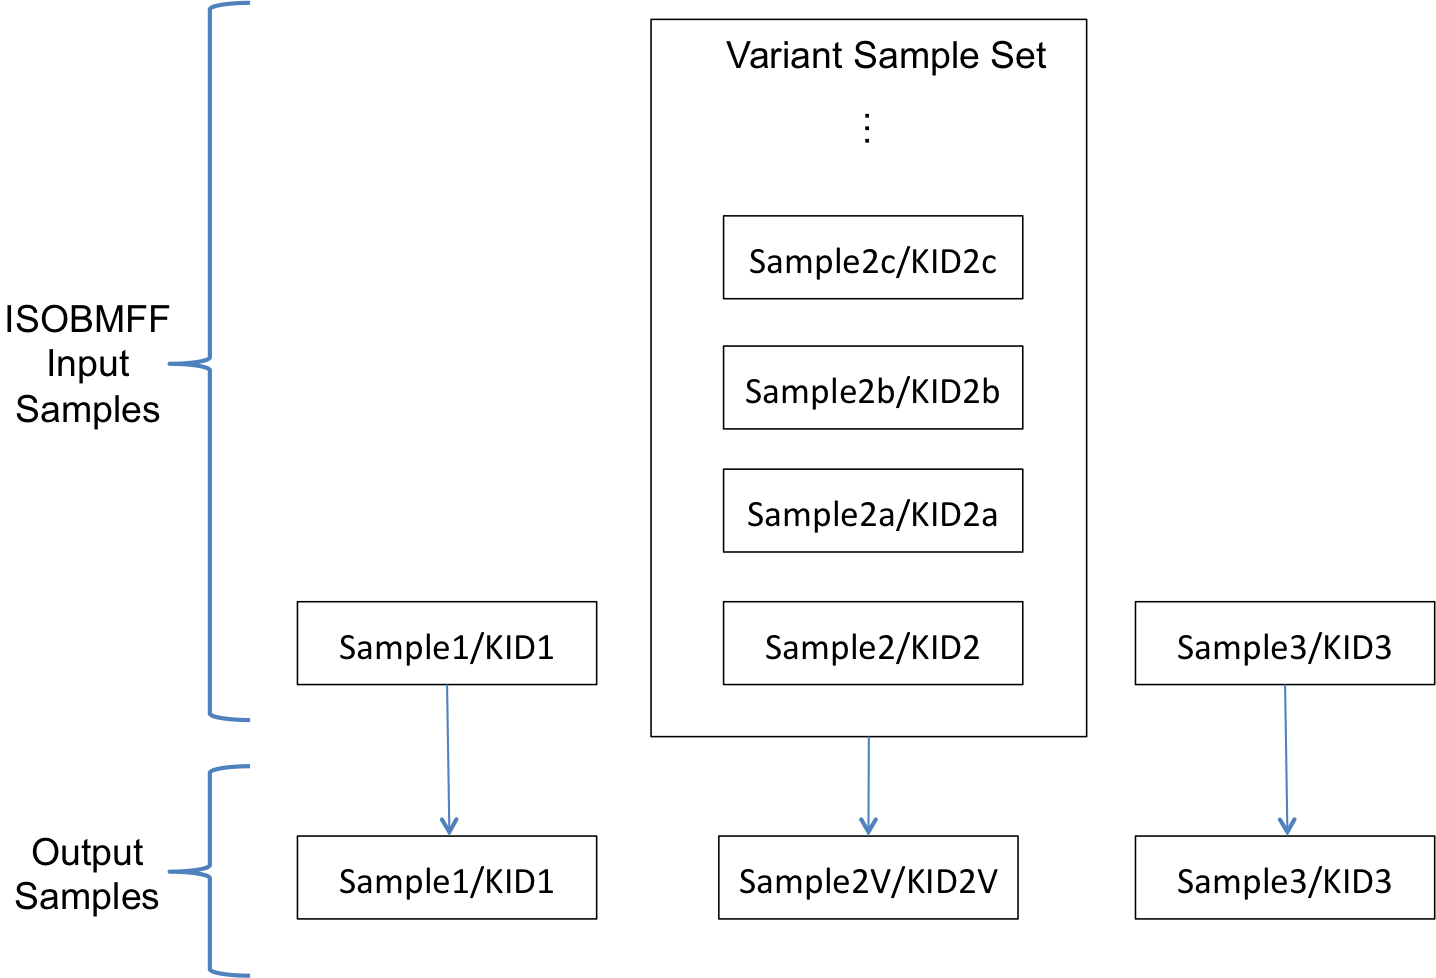 Variant Sample Set
⋮
Sample2c/KID2c
Sample2b/KID2b
Sample2a/KID2a
ISOBMFF
Input
Samples
Sample1/KID1
Sample2/KID2
Sample3/KID3
Output
Samples
Sample1/KID1
Sample2V/KID2V
Sample3/KID3